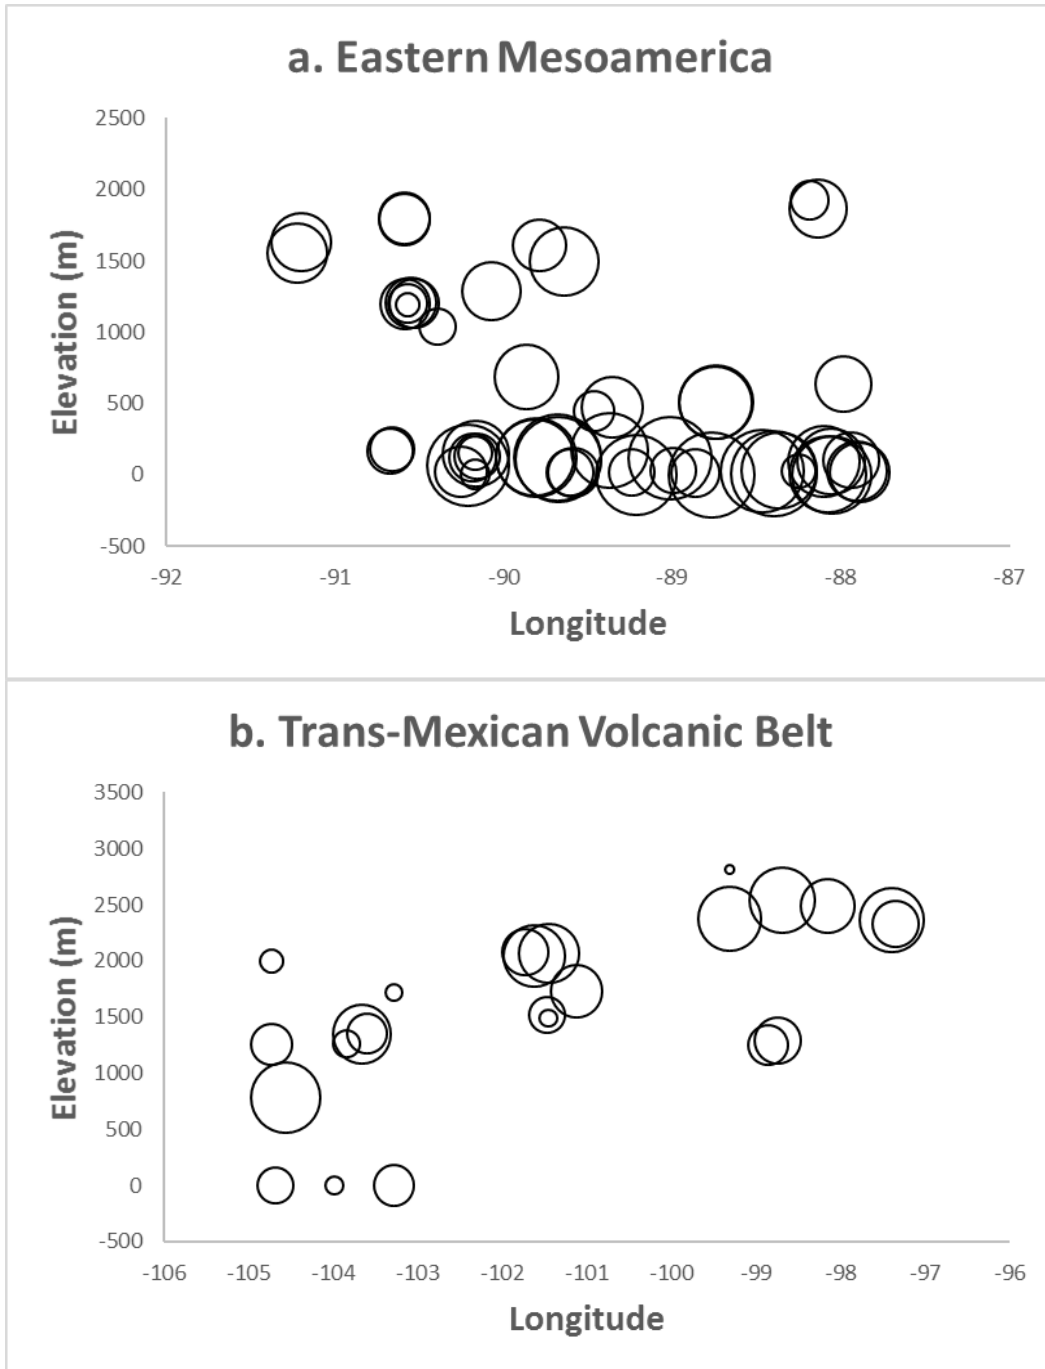 a. Eastern Mesoamerica
2500
2000
1500
1000
500
0
-500
Elevation (m)
-92 -91 -90 -89 -88 -87
Longitude
b. Trans-Mexican Volcanic Belt
3500
3000
2500
2000
1500
1000
500
0
-500
Elevation (m)
-106 -105 -104 -103 -102 -101 -100 -99 -98 -97 -96
Longitude